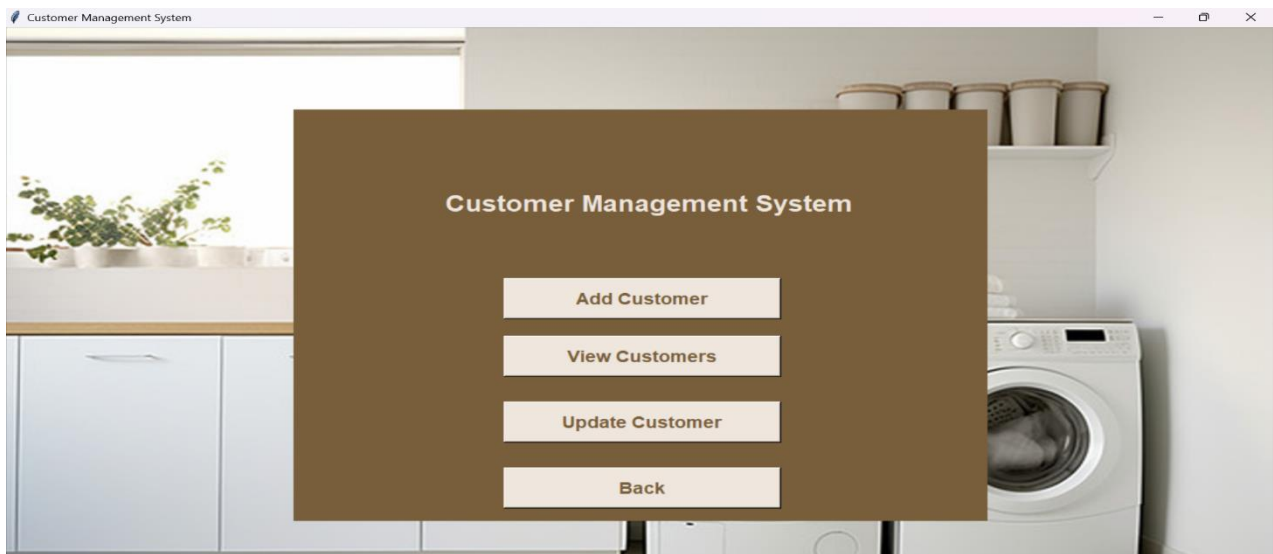 Customer Management System
Customer Management System
Add Customer
View Customers
Update Customer
Back